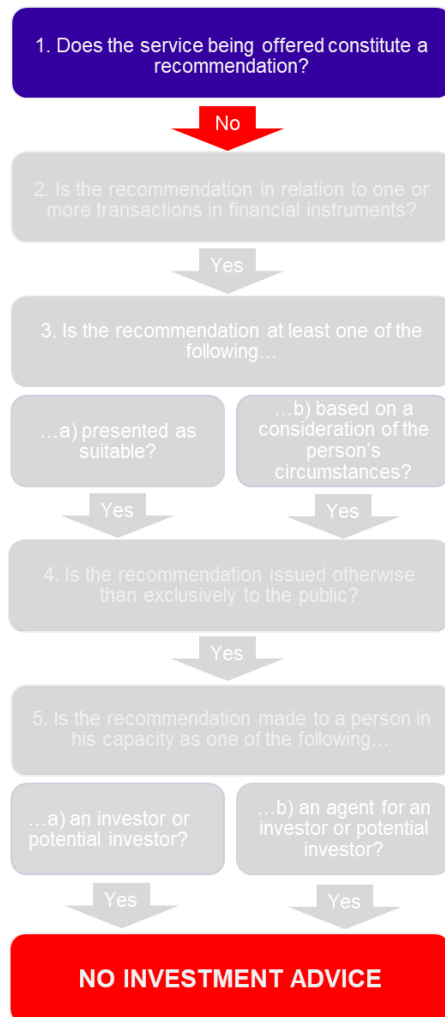 1. Does the service being offered constitute a
recommendation?
No
2. Is the recommendation in relation to one or
more transactions in financial instruments?
Yes
3. Is the recommendation at least one of the
following…
…a) presented as
suitable?
…b) based on a
consideration of the
person's
circumstances?
Yes
Yes
4. Is the recommendation issued otherwise
than exclusively to the public?
Yes
5. Is the recommendation made to a person in
his capacity as one of the following…
…a) an investor or
potential investor?
…b) an agent for an
investor or potential
investor?
Yes
Yes
NO INVESTMENT ADVICE